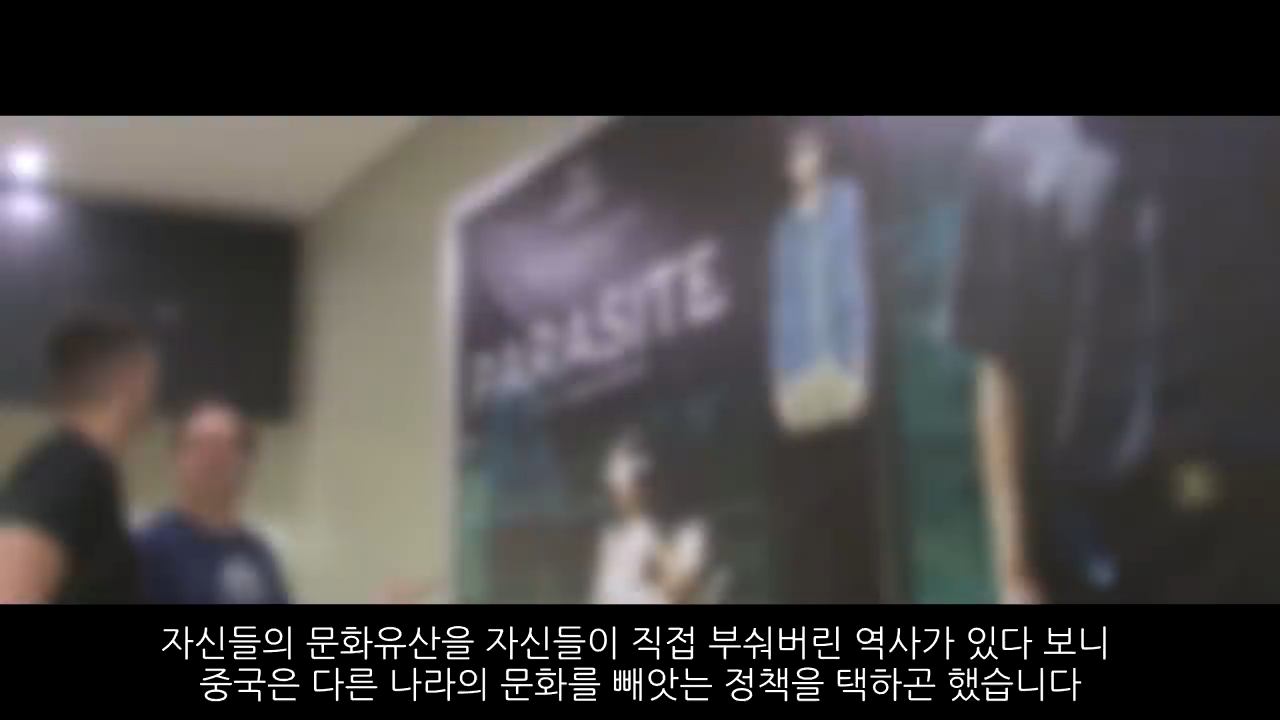 PARASITE
자신들의 문화유산을 자신들이 직접 부숴버린 역사가 있다 보니
중국은 다른 나라의 문화를 빼앗는 정책을 택하곤 했습니다